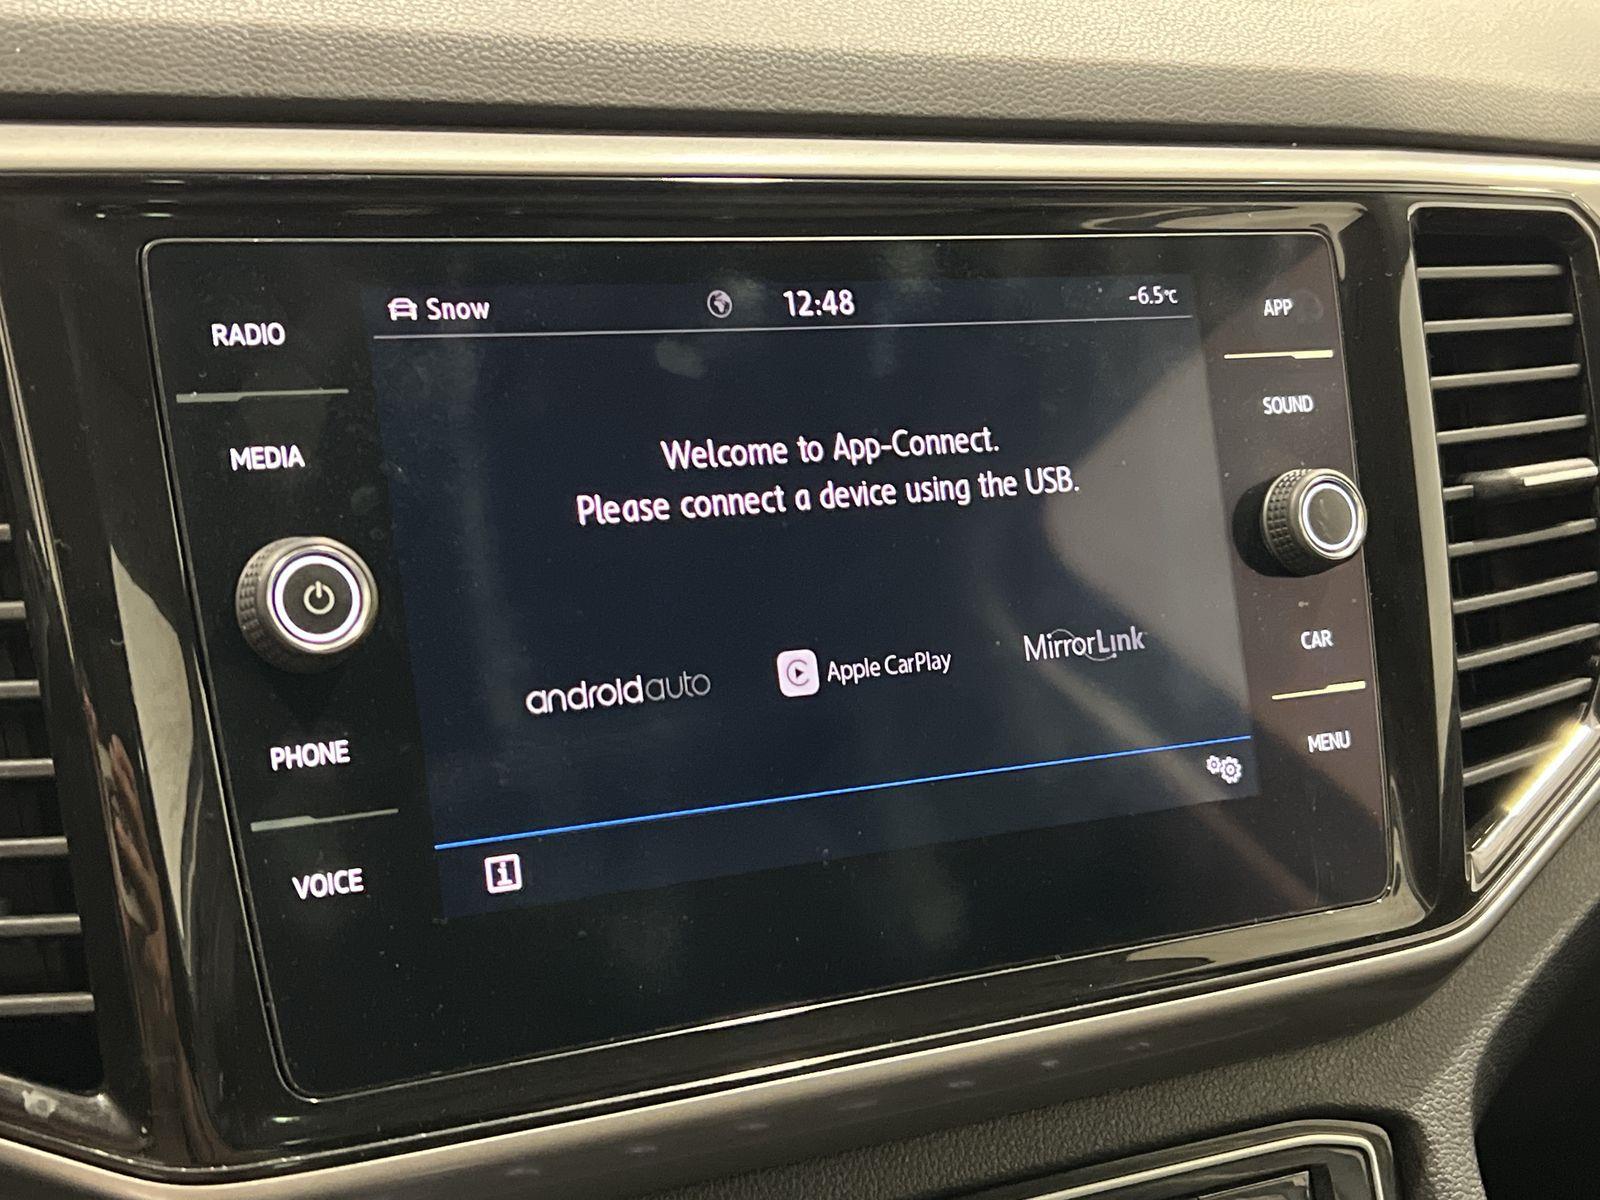 RADIO
MEDIA
PHONE
VOICE
Snow
12:48
-6.5°C
Welcome to App-Connect.
Please connect a device using the USB.
androidauto
Apple CarPlay
MirrorLink
i
APP
SOUND
CAR
MENU